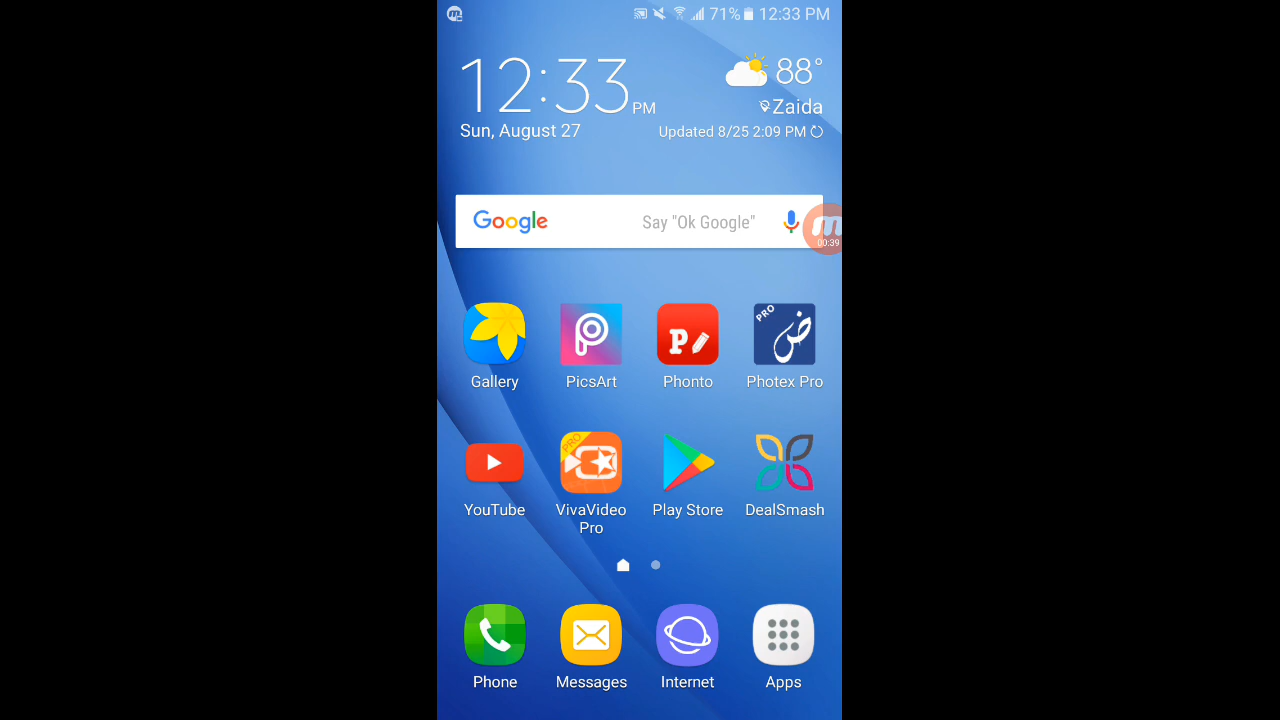 71% 12:33 PM
12:33 PM
88°
Zaida
Sun, August 27
Updated 8/25 2:09 PM
Google Say "Ok Google"
00:39
PRO
ض
Gallery PicsArt Phonto Photex Pro
PRO
YouTube VivaVideo Pro Play Store DealSmash
Phone Messages Internet Apps